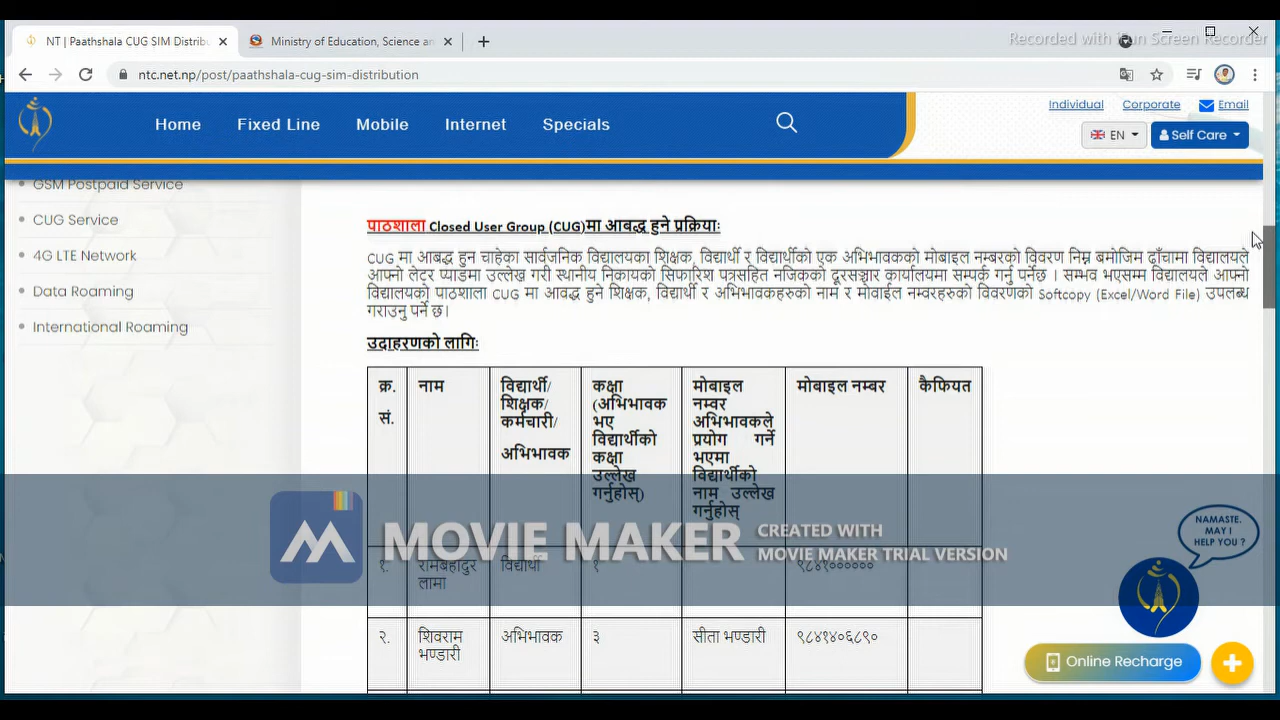 NT | Paathshala CUG SIM Distribu
Ministry of Education, Science an
Recorded with iFun Screen Recorder
ntc.net.np/post/paathshala-cug-sim-distribution
Individual Corporate Email
Home Fixed Line Mobile Internet Specials
EN Self Care
GSM Postpaid Service
CUG Service
4G LTE Network
Data Roaming
International Roaming
पाठशाला Closed User Group (CUG)मा आबद्ध हुने प्रक्रियाः
CUG मा आबद्ध हुन चाहेका सार्वजनिक विद्यालयका शिक्षक, विद्यार्थी र विद्यार्थीको एक अभिभावकको मोबाइल नम्बरको विवरण निम्न बमोजिम ढाँचामा विद्यालयले
आफ्नो लेटर प्याडमा उल्लेख गरी स्थानीय निकायको सिफारिश पत्रसहित नजिकको दूरसञ्चार कार्यालयमा सम्पर्क गर्नु पर्नेछ । सम्भव भएसम्म विद्यालयले आफ्नो
विद्यालयको पाठशाला CUG मा आवद्ध हुने शिक्षक, विद्यार्थी र अभिभावकहरुको नाम र मोवाईल नम्बरहरुको विवरणको Softcopy (Excel/Word File) उपलब्ध
गराउनु पर्ने छ।
उदाहरणको लागिः
क्र.
सं.
नाम
विद्यार्थी/
शिक्षक/
कर्मचारी/
अभिभावक
कक्षा
(अभिभावक
भए
विद्यार्थीको
कक्षा
उल्लेख
गर्नुहोस्)
मोबाइल
नम्बर
अभिभावकले
प्रयोग गर्ने
भएमा
विद्यार्थीको
नाम उल्लेख
गर्नुहोस्
मोबाइल नम्बर
कैफियत
१. रामबहादुर विद्यार्थी १ ९८४१००००००
लामा
२. शिवराम अभिभावक ३ सीता भण्डारी ९८४१४०६८९०
भण्डारी
MOVIE MAKER
CREATED WITH
MOVIE MAKER TRIAL VERSION
NAMASTE.
MAY I
HELP YOU ?
Online Recharge